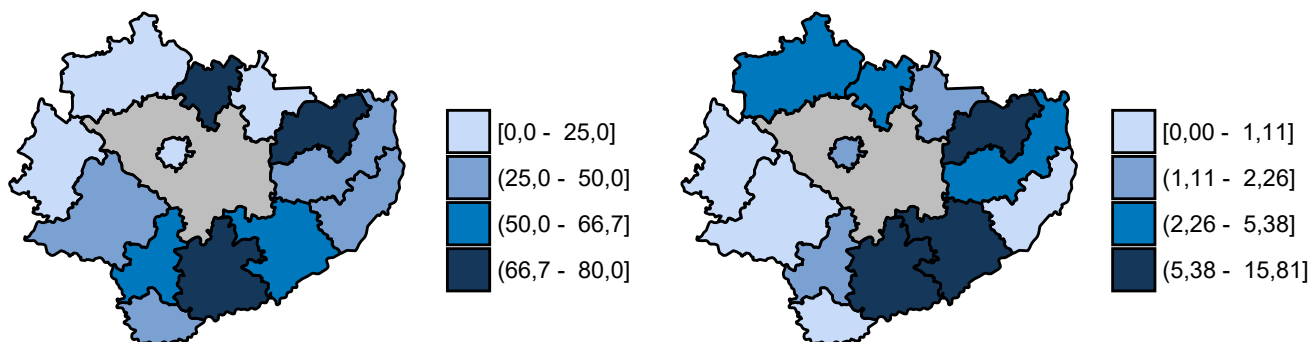 [0,0 - 25,0]
(25,0 - 50,0]
(50,0 - 66,7]
(66,7 - 80,0]
[0,00 - 1,11]
(1,11 - 2,26]
(2,26 - 5,38]
(5,38 - 15,81]